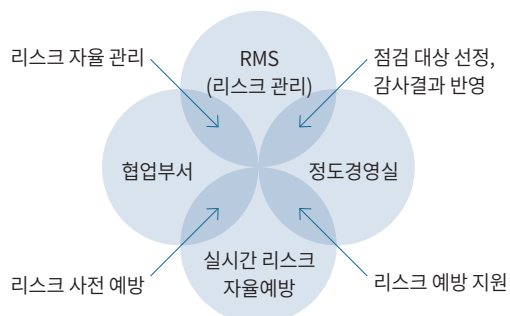 리스크 자율 관리
RMS
(리스크 관리)
점검 대상 선정,
감사결과 반영
협업부서
정도경영실
실시간 리스크
자율예방
리스크 사전 예방
리스크 예방 지원